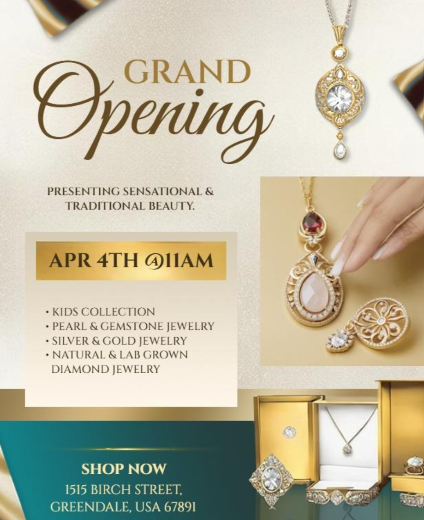 GRAND
Opening
PRESENTING SENSATIONAL &
TRADITIONAL BEAUTY.
APR 4TH @11AM
• KIDS COLLECTION
• PEARL & GEMSTONE JEWELRY
• SILVER & GOLD JEWELRY
• NATURAL & LAB GROWN
DIAMOND JEWELRY
SHOP NOW
1515 BIRCH STREET,
GREENDALE, USA 67891